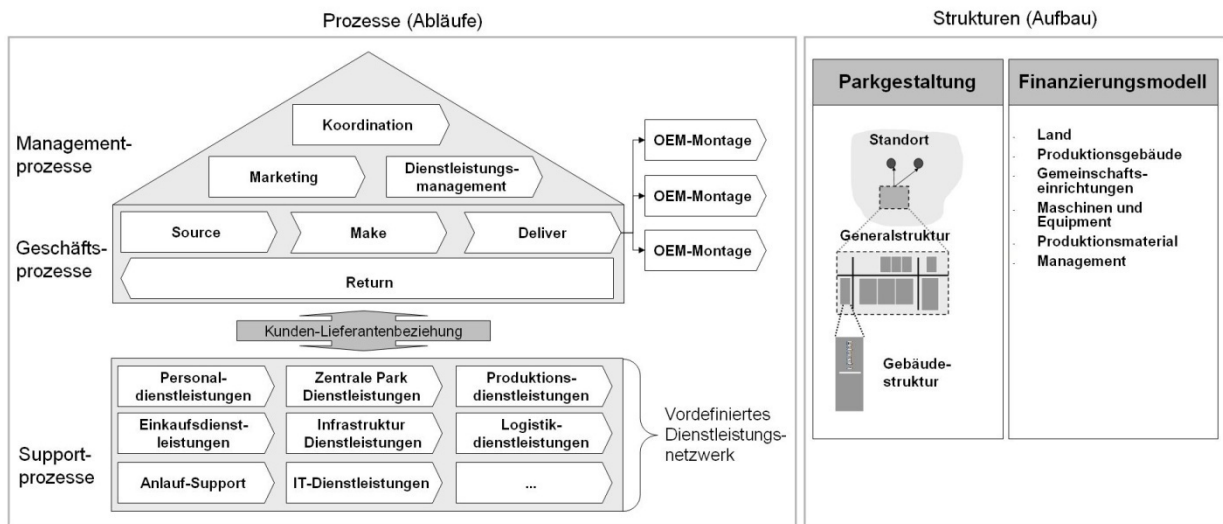 Prozesse (Abläufe)
Strukturen (Aufbau)
Management-
prozesse
Koordination
Marketing
Dienstleistungs-
management
Geschäfts-
prozesse
Source
Make
Deliver
Return
OEM-Montage
OEM-Montage
OEM-Montage
Kunden-Lieferantenbeziehung
Support-
prozesse
Personal-
dienstleistungen
Zentrale Park
Dienstleistungen
Produktions-
dienstleistungen
Einkaufsdienst-
leistungen
Infrastruktur
Dienstleistungen
Logistik-
dienstleistungen
Anlauf-Support
IT-Dienstleistungen
...
Vordefiniertes
Dienstleistungs-
netzwerk
Parkgestaltung
Standort
Generalstruktur
Gebäude-
struktur
Finanzierungsmodell
Land
Produktionsgebäude
Gemeinschafts-
einrichtungen
Maschinen und
Equipment
Produktionsmaterial
Management